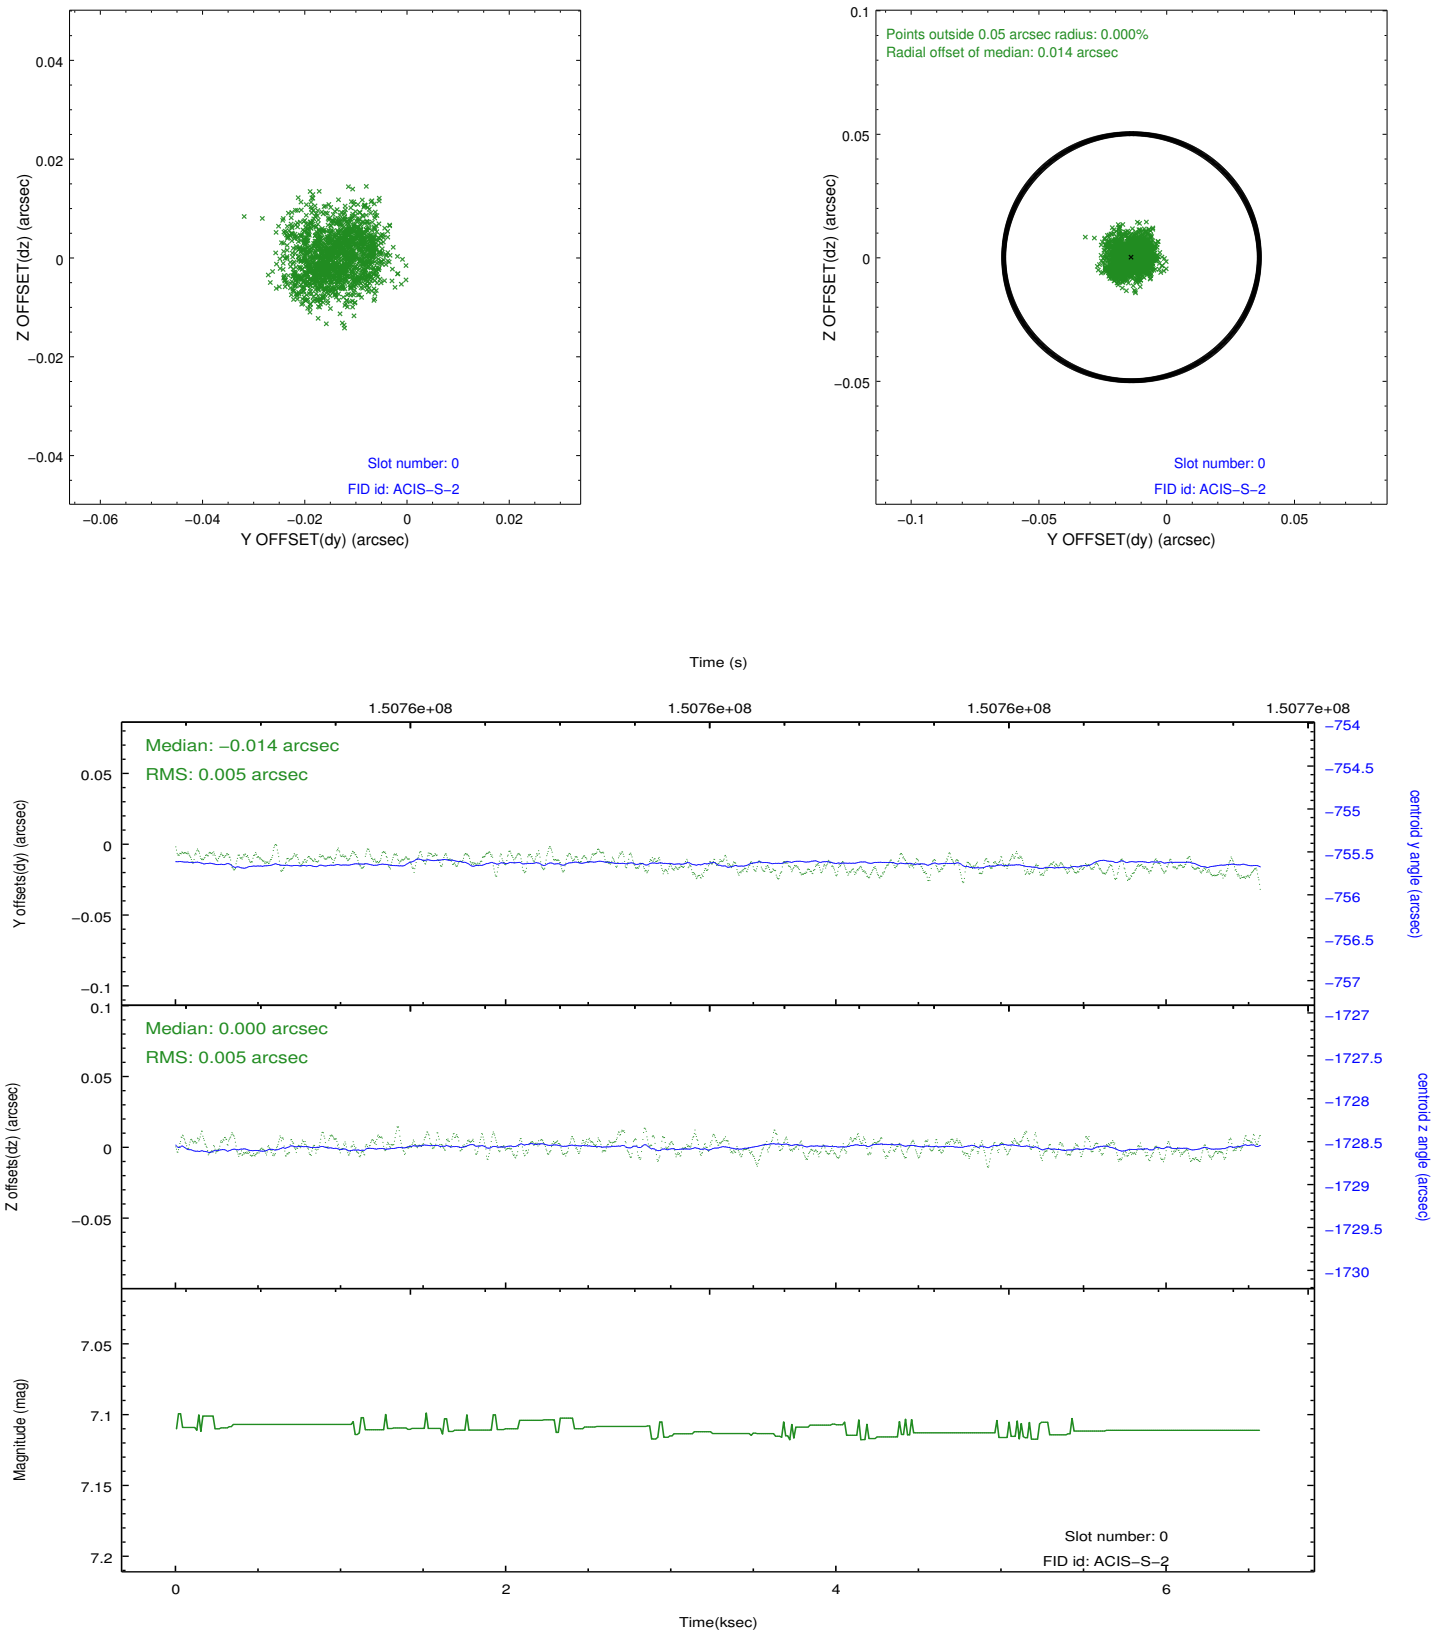 0.04
0.02
0
−0.02
−0.04
Z OFFSET(dz) (arcsec)
Slot number: 0
FID id: ACIS−S−2
−0.06
−0.04
−0.02
0
0.02
Y OFFSET(dy) (arcsec)
0.1
0.05
0
−0.05
Z OFFSET(dz) (arcsec)
Points outside 0.05 arcsec radius: 0.000%
Radial offset of median: 0.014 arcsec
Slot number: 0
FID id: ACIS−S−2
−0.1
−0.05
0
0.05
Y OFFSET(dy) (arcsec)
Time (s)
1.5076e+08
1.5076e+08
1.5076e+08
1.5077e+08
Median: −0.014 arcsec
RMS: 0.005 arcsec
0.05
0
−0.05
−0.1
Y offsets(dy) (arcsec)
−754
−754.5
−755
−755.5
−756
−756.5
−757
centroid y angle (arcsec)
Median: 0.000 arcsec
RMS: 0.005 arcsec
0.1
0.05
0
−0.05
Z offsets(dz) (arcsec)
−1727
−1727.5
−1728
−1728.5
−1729
−1729.5
−1730
centroid z angle (arcsec)
7.05
7.1
7.15
7.2
Magnitude (mag)
Slot number: 0
FID id: ACIS−S−2
0
2
4
6
Time(ksec)